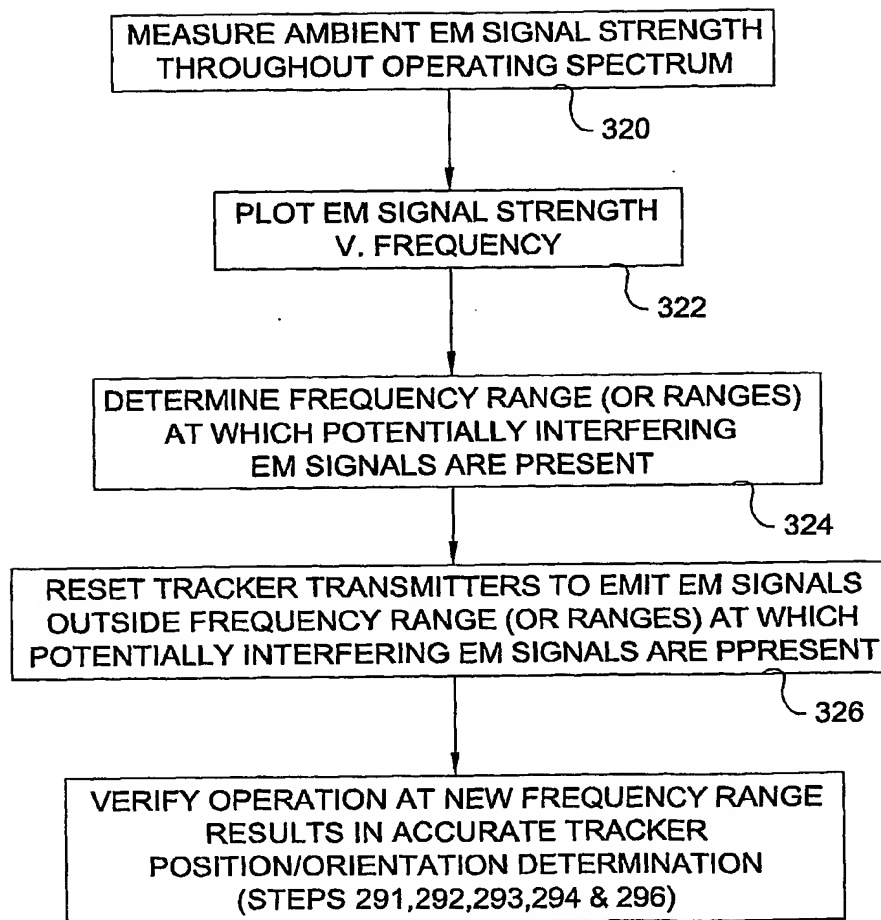 MEASURE AMBIENT EM SIGNAL STRENGTH
THROUGHOUT OPERATING SPECTRUM
320
PLOT EM SIGNAL STRENGTH
V. FREQUENCY
322
DETERMINE FREQUENCY RANGE (OR RANGES)
AT WHICH POTENTIALLY INTERFERING
EM SIGNALS ARE PRESENT
324
RESET TRACKER TRANSMITTERS TO EMIT EM SIGNALS
OUTSIDE FREQUENCY RANGE (OR RANGES) AT WHICH
POTENTIALLY INTERFERING EM SIGNALS ARE PPRESENT
326
VERIFY OPERATION AT NEW FREQUENCY RANGE
RESULTS IN ACCURATE TRACKER
POSITION/ORIENTATION DETERMINATION
(STEPS 291,292,293,294 & 296)